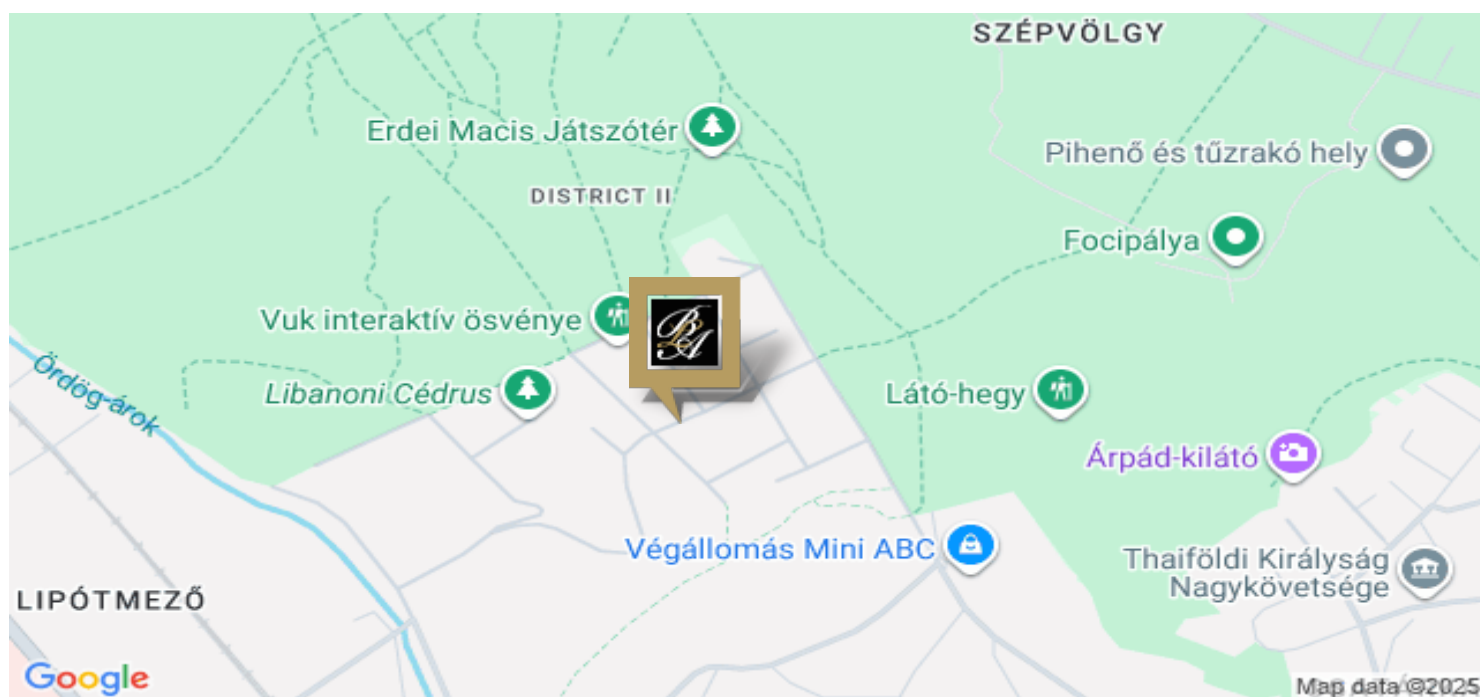 SZÉPVÖLGY
Erdei Macis Játszótér
Pihenő és tűzrakó hely
DISTRICT II
Focipálya
Vuk interaktív ösvénye
BLA
Ördög-árok
Libanoni Cédrus
Látó-hegy
Árpád-kilátó
Végállomás Mini ABC
Thaiföldi Királyság
Nagykövetsége
LIPÓTMEZŐ
Google
Map data ©2025